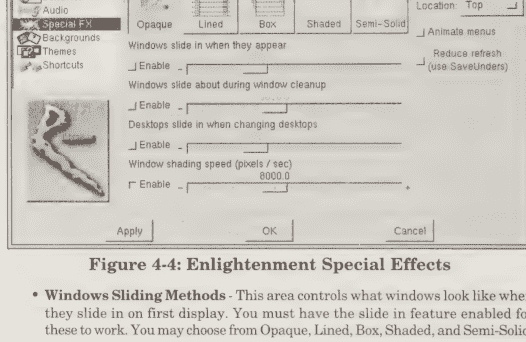 Audio
Special FX
Backgrounds
Themes
Shortcuts
Opaque
Lined
Box
Shaded
Semi-Solid
Location: Top
Animate menus
Reduce refresh
(use SaveUnders)
Windows slide in when they appear
Enable
Windows slide about during window cleanup
Enable
Desktops slide in when changing desktops
Enable
Window shading speed (pixels / sec)
8000.0
Enable
Apply
OK
Cancel
Figure 4-4: Enlightenment Special Effects
• Windows Sliding Methods - This area controls what windows look like whe
they slide in on first display. You must have the slide in feature enabled fo
these to work. You may choose from Opaque, Lined, Box, Shaded, and Semi-Solid